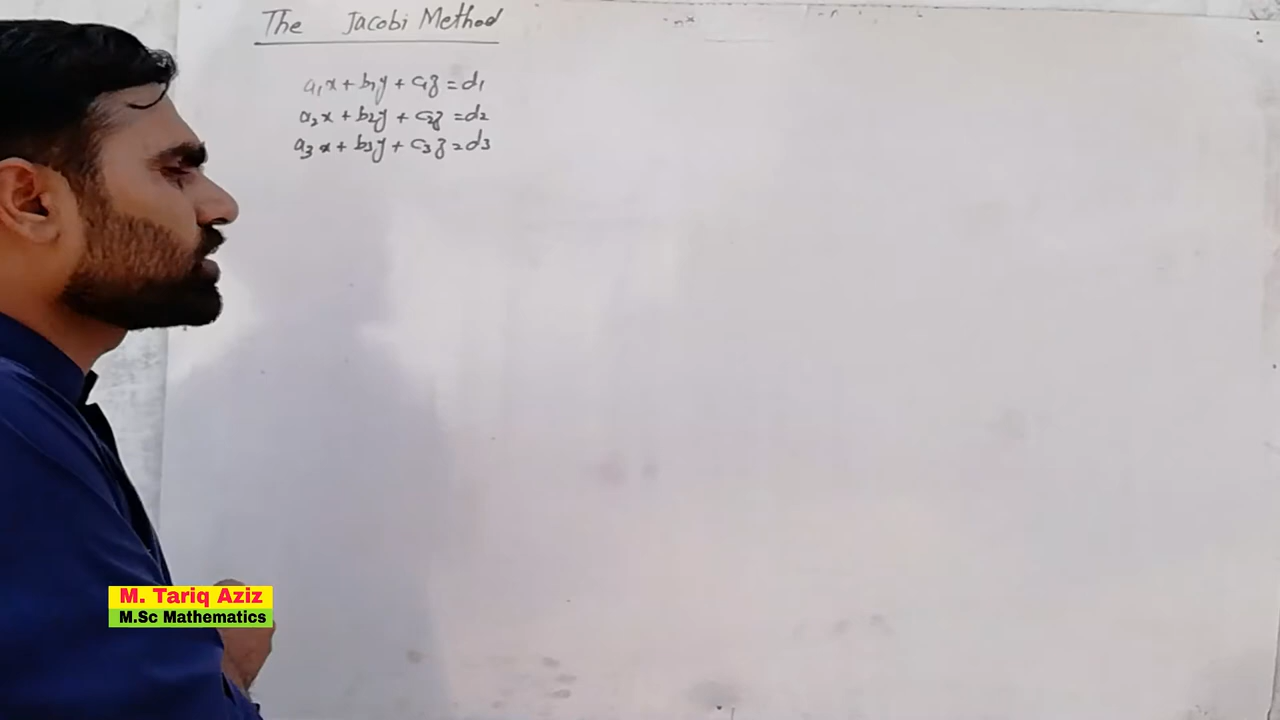 The Jacobi Method
a₁x + b₁y + c₁z = d₁
a₂x + b₂y + c₂z = d₂
a₃x + b₃y + c₃z = d₃
M. Tariq Aziz
M.Sc Mathematics